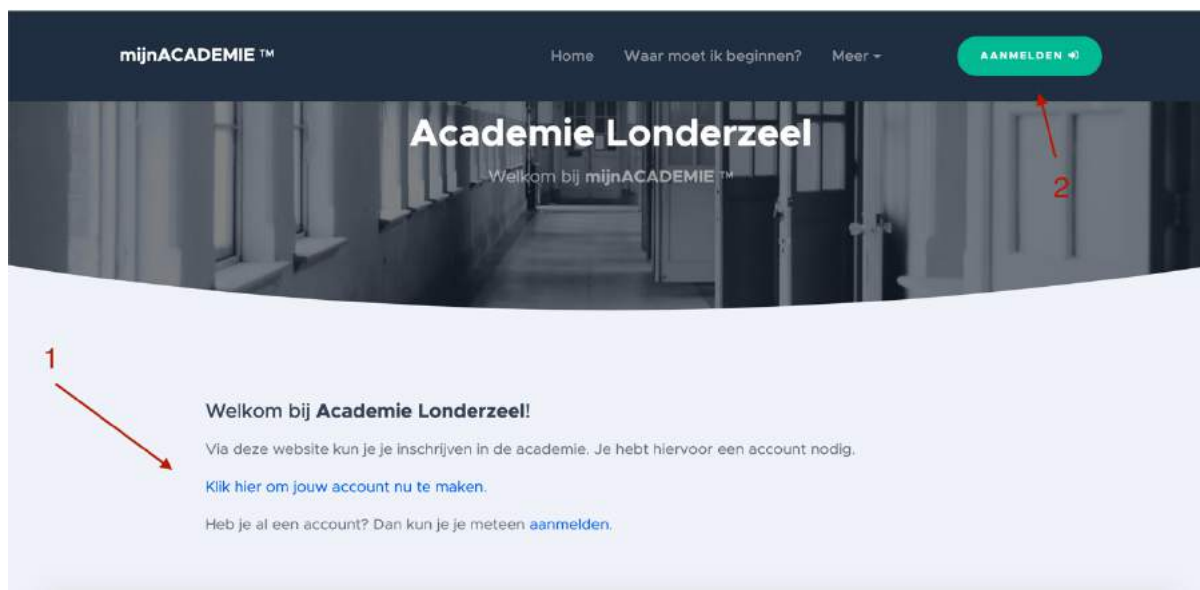 mijnACADEMIE ™ Home Waar moet ik beginnen? Meer AANMELDEN
Academie Londerzeel
Welkom bij mijnACADEMIE ™
2
1
Welkom bij Academie Londerzeel!
Via deze website kun je je inschrijven in de academie. Je hebt hiervoor een account nodig.
Klik hier om jouw account nu te maken.
Heb je al een account? Dan kun je je meteen aanmelden.